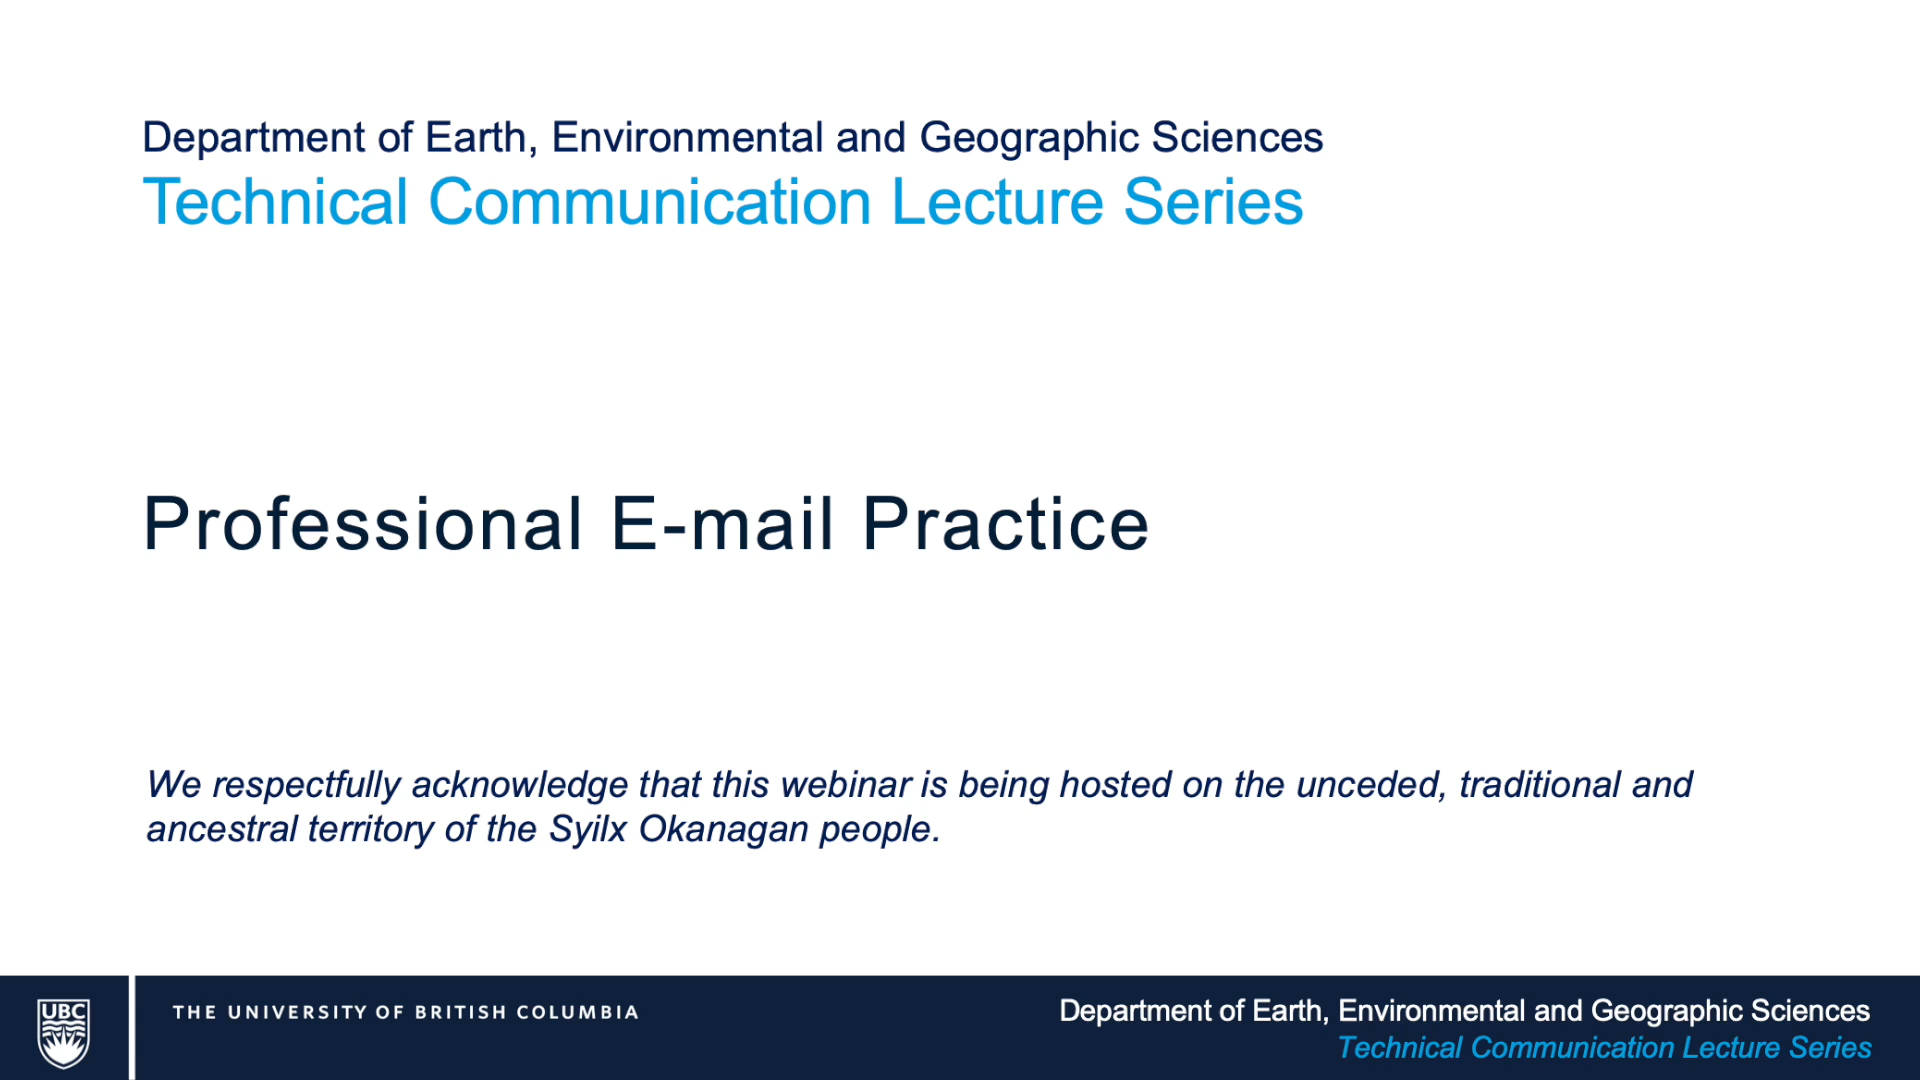 Department of Earth, Environmental and Geographic Sciences
Technical Communication Lecture Series
Professional E-mail Practice
We respectfully acknowledge that this webinar is being hosted on the unceded, traditional and
ancestral territory of the Syilx Okanagan people.
UBC
THE UNIVERSITY OF BRITISH COLUMBIA
Department of Earth, Environmental and Geographic Sciences
Technical Communication Lecture Series